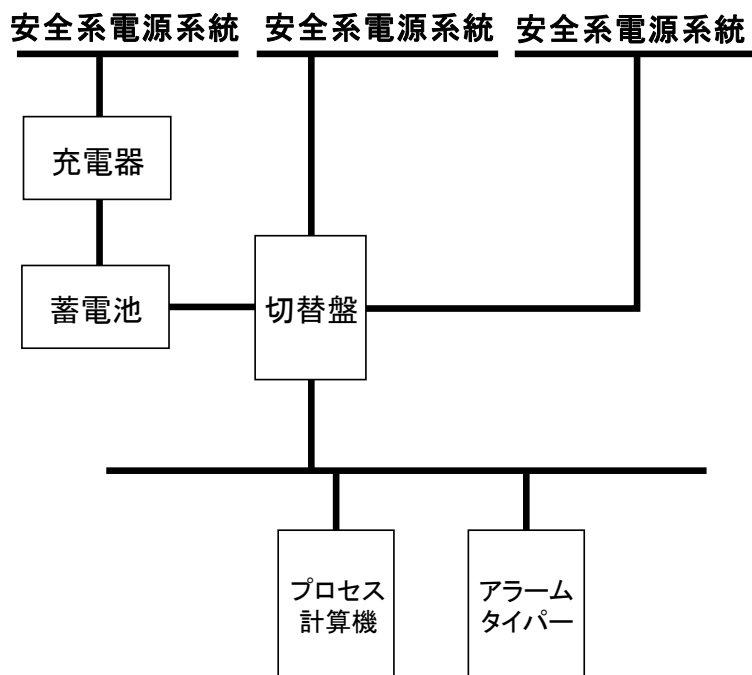 安全系電源系統
安全系電源系統
安全系電源系統
充電器
蓄電池
切替盤
プロセス
計算機
アラーム
タイパー